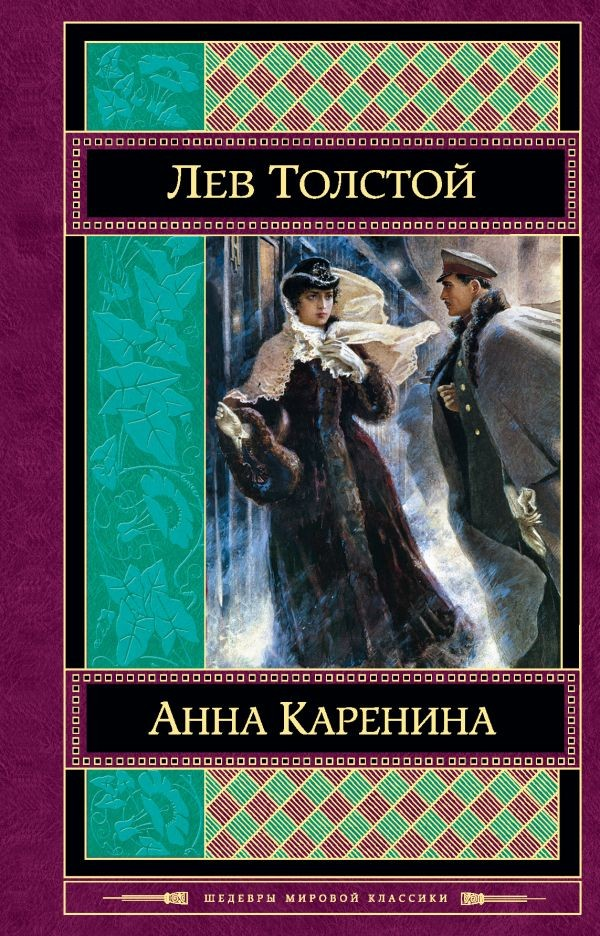 ЛЕВ ТОЛСТОЙ
АННА КАРЕНИНА
ШЕДЕВРЫ МИРОВОЙ КЛАССИКИ